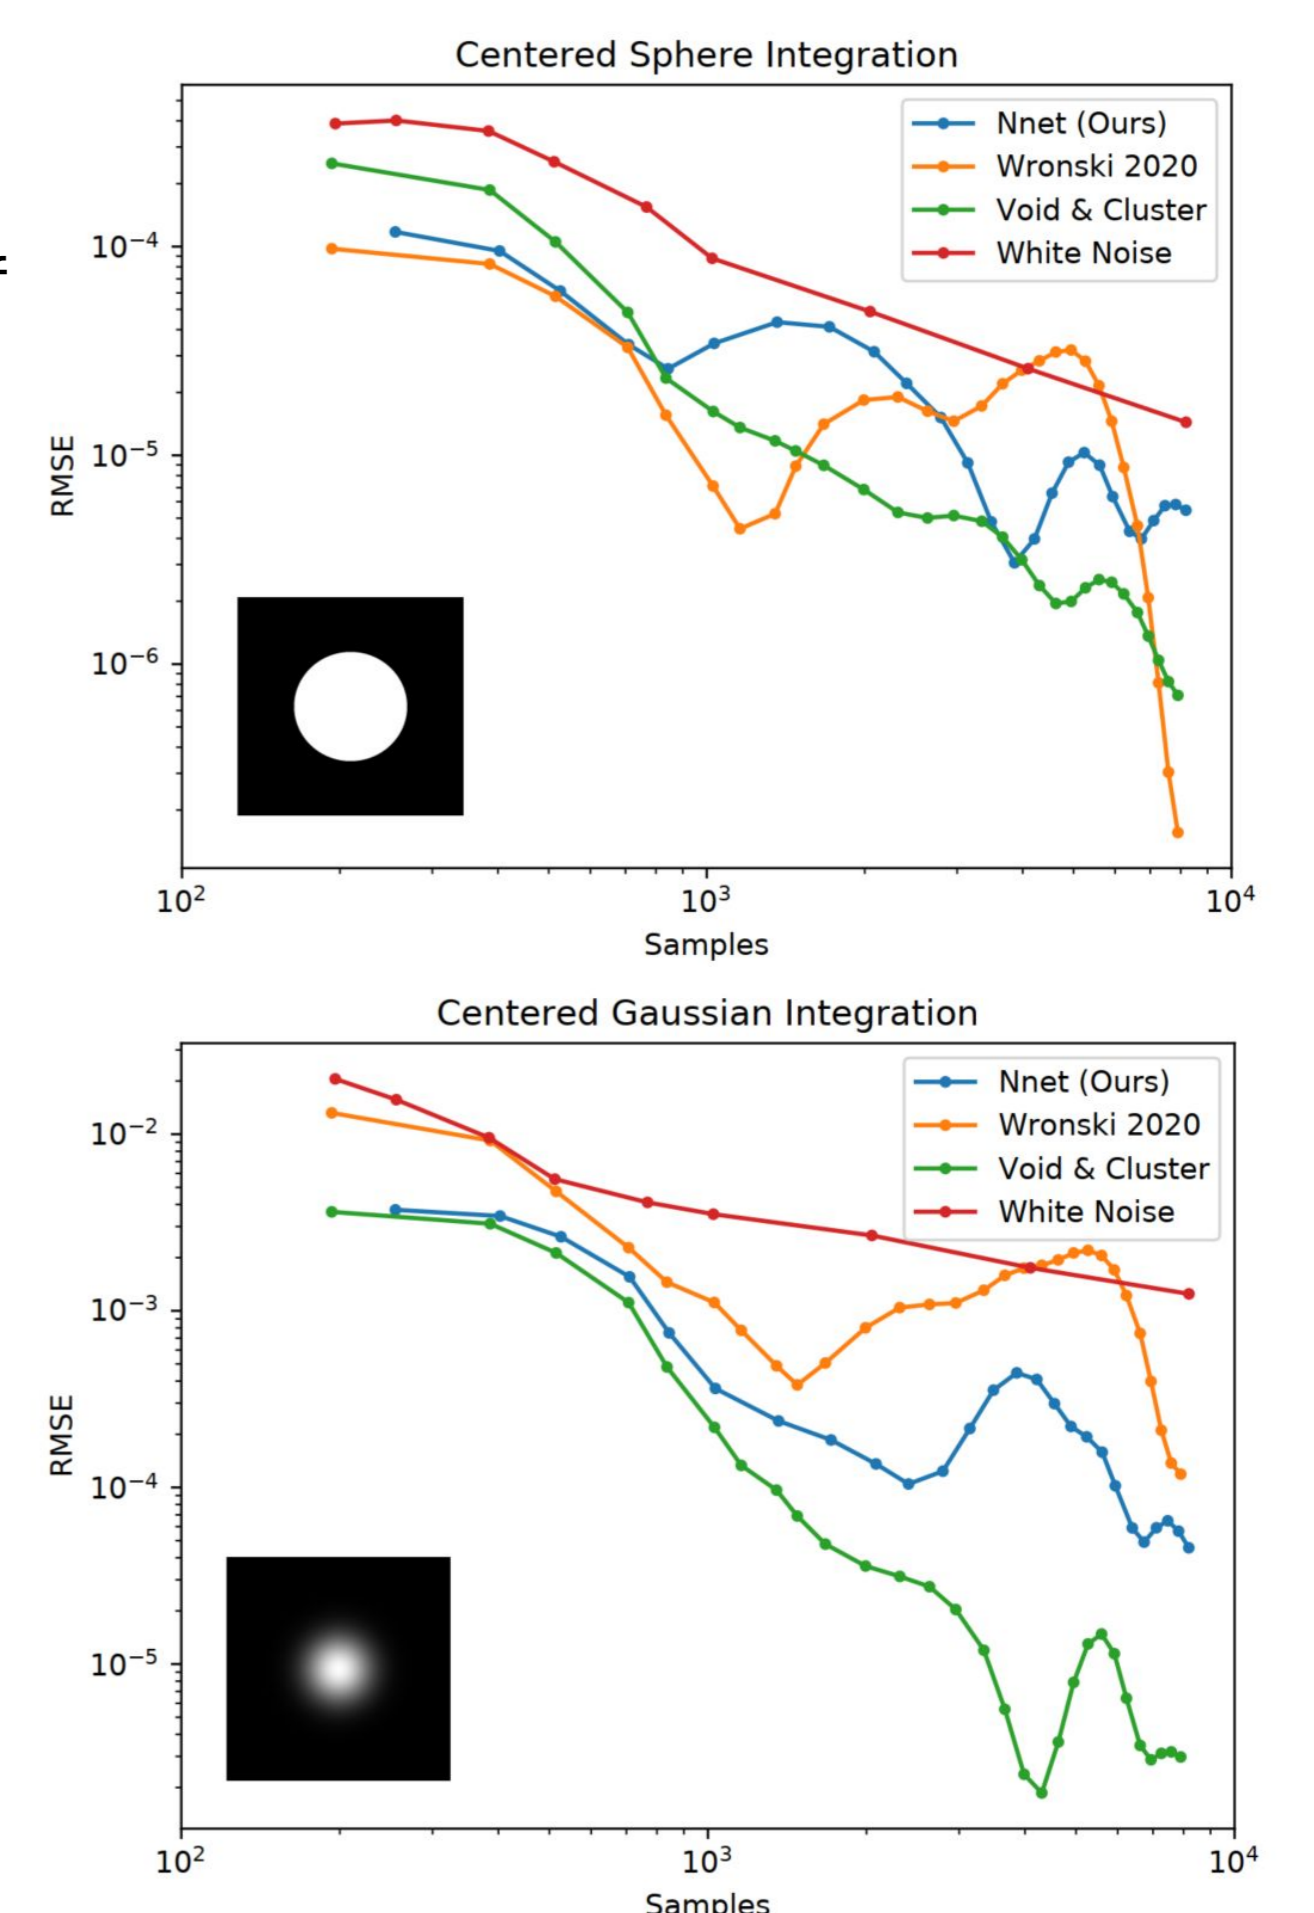 Centered Sphere Integration
Nnet (Ours)
Wronski 2020
Void & Cluster
White Noise
10⁻⁴
10⁻⁵
10⁻⁶
RMSE
10² 10³ 10⁴
Samples
Centered Gaussian Integration
Nnet (Ours)
Wronski 2020
Void & Cluster
White Noise
10⁻²
10⁻³
10⁻⁴
10⁻⁵
RMSE
10² 10³ 10⁴
Samples